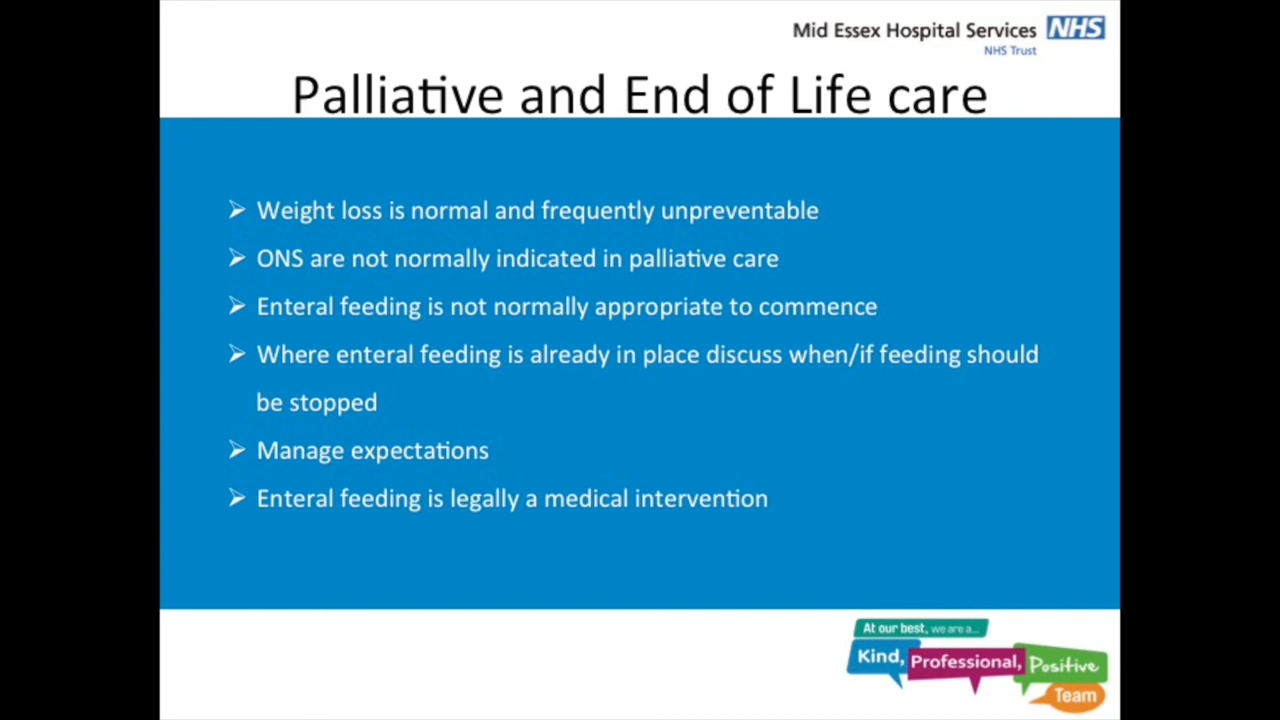 Mid Essex Hospital Services NHS
NHS Trust
Palliative and End of Life care
➢ Weight loss is normal and frequently unpreventable
➢ ONS are not normally indicated in palliative care
➢ Enteral feeding is not normally appropriate to commence
➢ Where enteral feeding is already in place discuss when/if feeding should
be stopped
➢ Manage expectations
➢ Enteral feeding is legally a medical intervention
At our best, we are a...
Kind, Professional, Positive
Team